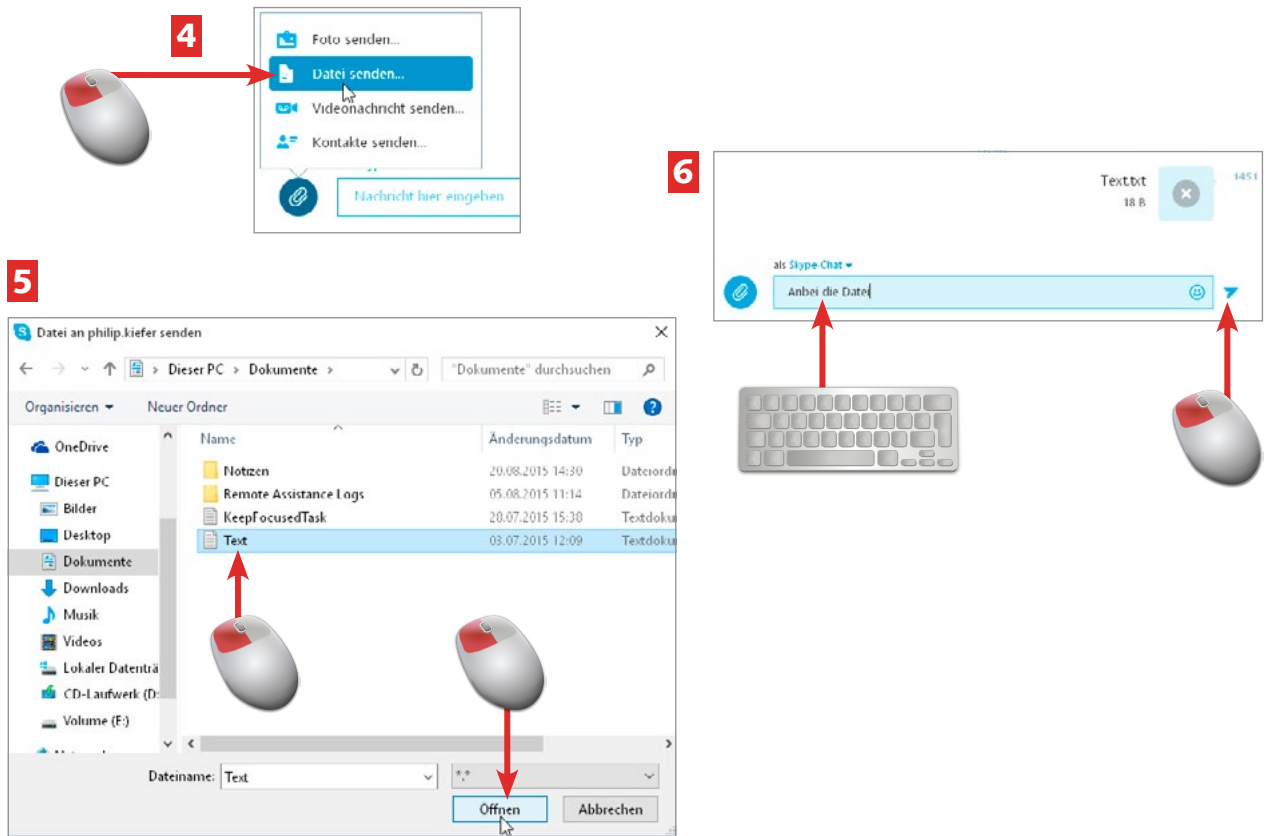 4
Foto senden...
Datei senden...
Videonachricht senden...
Kontakte senden...
Nachricht hier eingeben
5
Datei an philip.kiefer senden
Dieser PC > Dokumente >
"Dokumente" durchsuchen
Organisieren
Neuer Ordner
OneDrive
Dieser PC
Bilder
Desktop
Dokumente
Downloads
Musik
Videos
Lokaler Datenträ
CD-Laufwerk (D:
Volume (E:)
Name Änderungsdatum Typ
Notizen 20.08.2015 14:30 Dateiordn
Remote Assistance Logs 05.08.2015 11:14 Dateiordn
KeepFocusedTask 28.07.2015 15:38 Textdoku
Text 03.07.2015 12:09 Textdoku
Dateiname: Text
*.*
Öffnen Abbrechen
6
Text.txt 1451
18 B
als Skype-Chat
Anbei die Datei